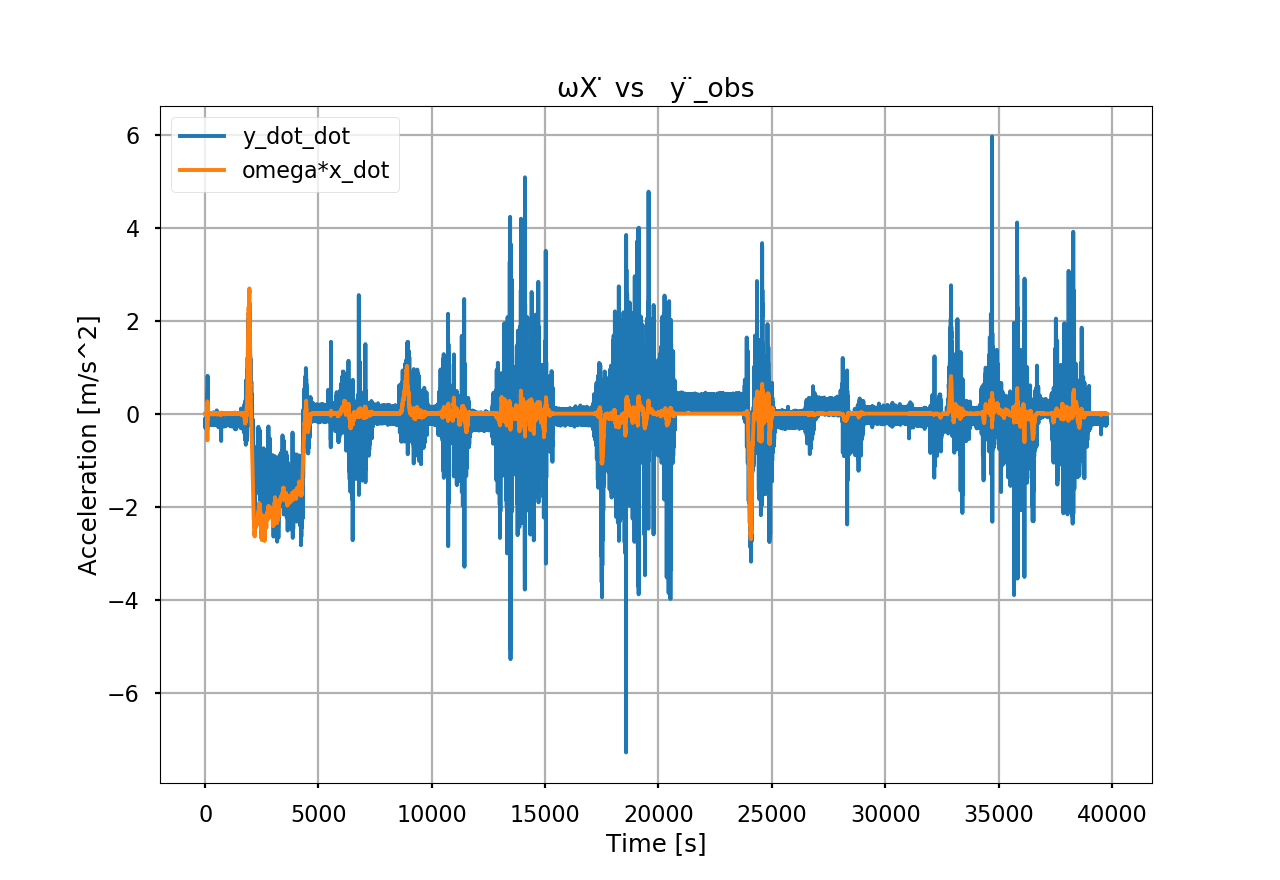 ωẊ vs ÿ_obs
y_dot_dot
omega*x_dot
Acceleration [m/s^2]
6
4
2
0
−2
−4
−6
0 5000 10000 15000 20000 25000 30000 35000 40000
Time [s]